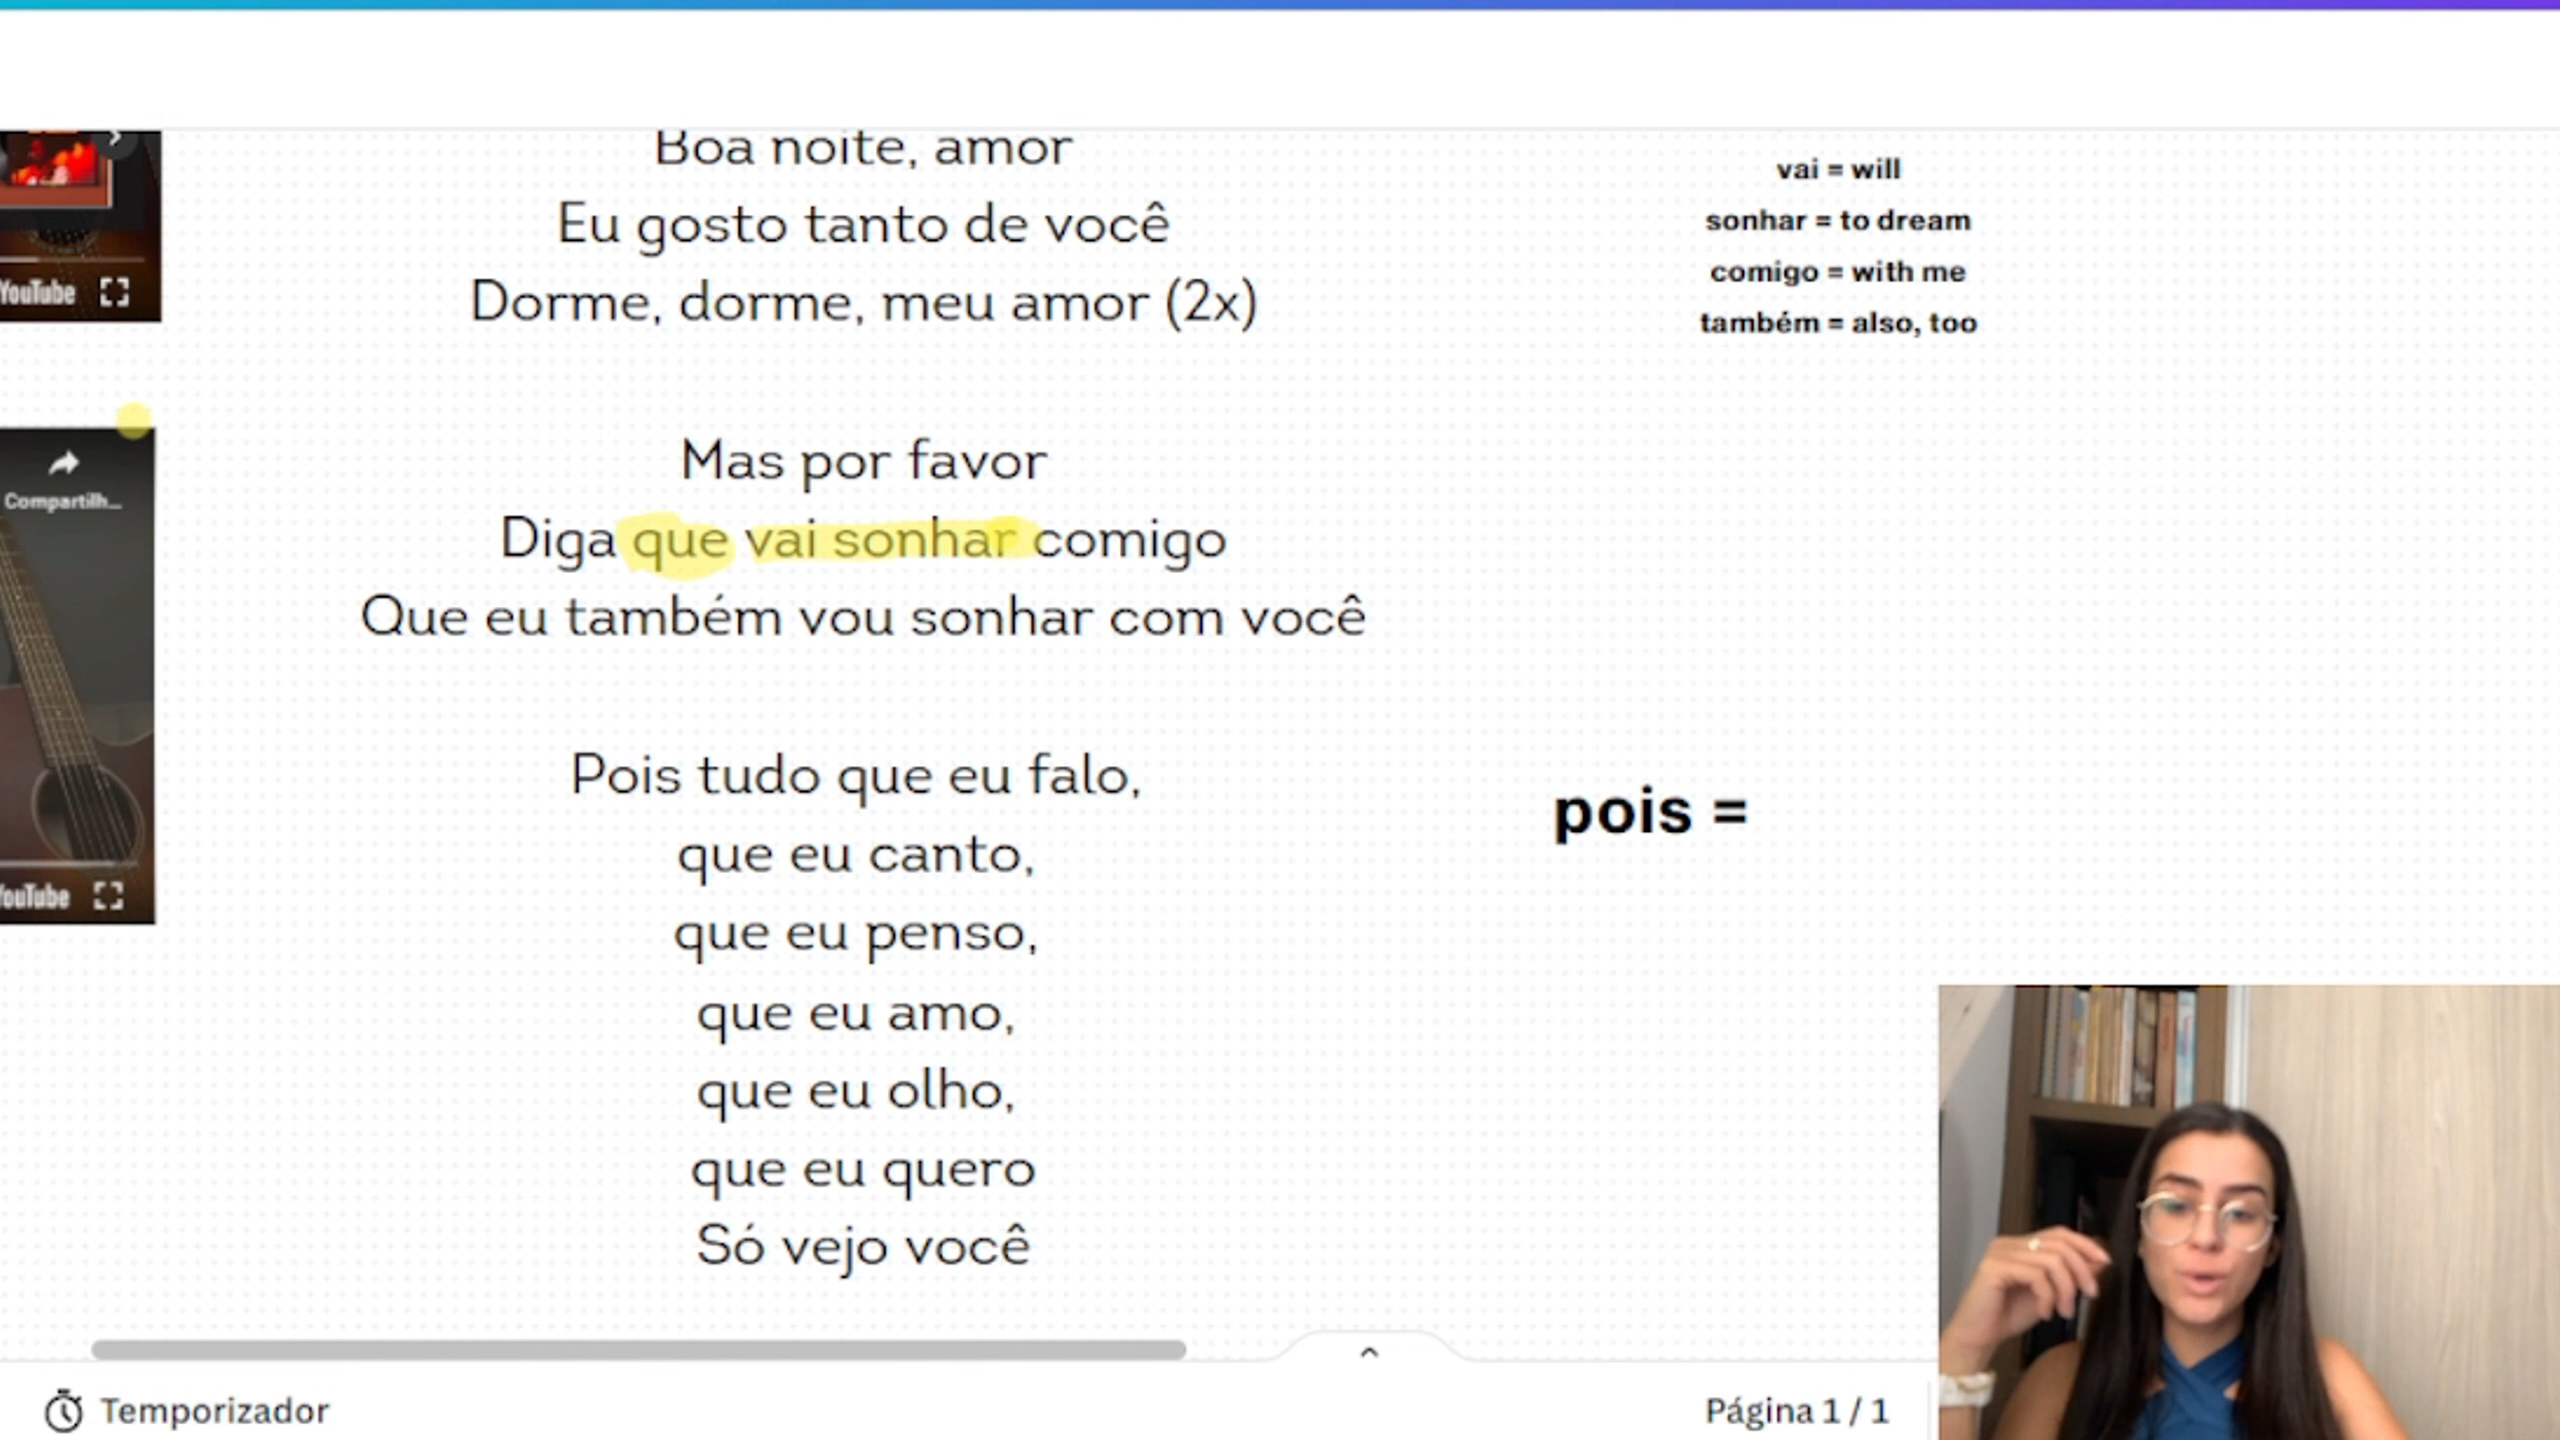 Boa noite, amor
Eu gosto tanto de você
Dorme, dorme, meu amor (2x)
Mas por favor
Diga que vai sonhar comigo
Que eu também vou sonhar com você
Pois tudo que eu falo,
que eu canto,
que eu penso,
que eu amo,
que eu olho,
que eu quero
Só vejo você
vai = will
sonhar = to dream
comigo = with me
também = also, too
pois =
YouTube
Compartilh...
YouTube
Temporizador
Página 1 / 1